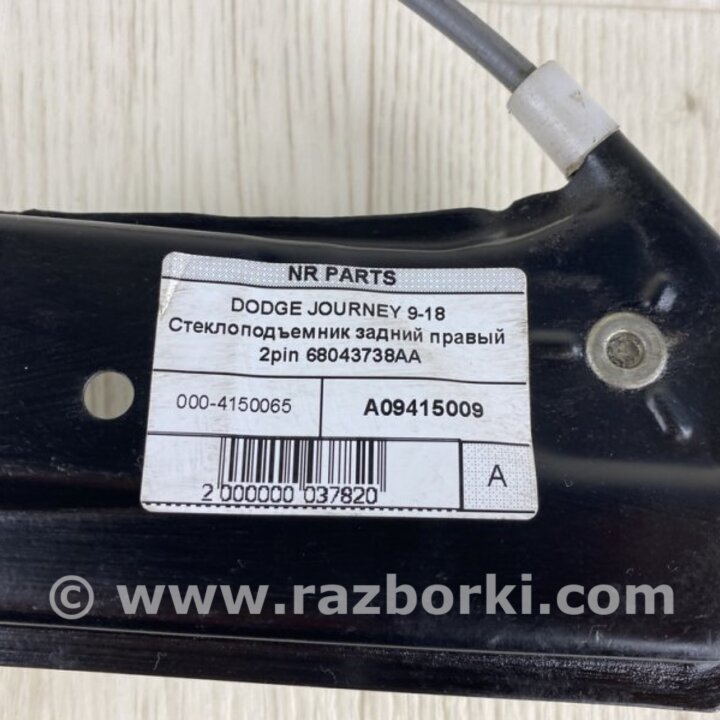 NR PARTS
DODGE JOURNEY 9-18
Стеклоподъемник задний правый
2pin 68043738AA
000-4150065
A09415009
2 000000 037820
A
© www.razborki.com